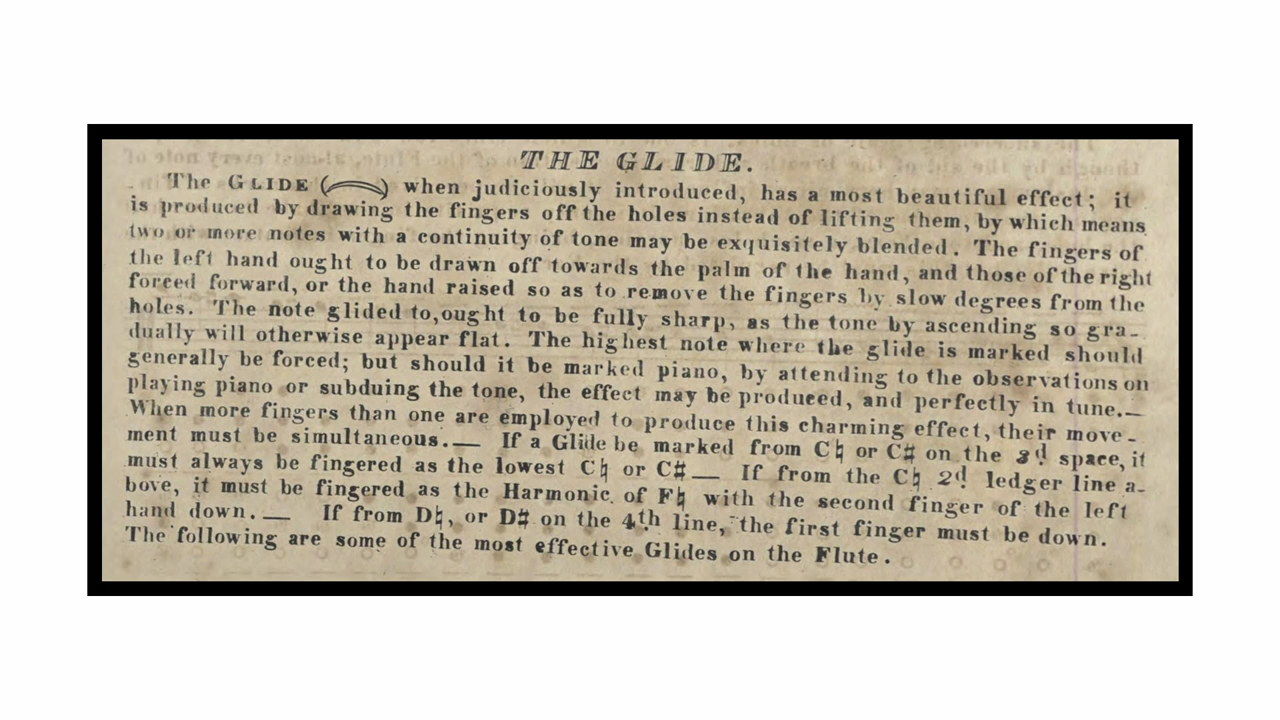 THE GLIDE.
The GLIDE () when judiciously introduced, has a most beautiful effect; it
is produced by drawing the fingers off the holes instead of lifting them, by which means
two or more notes with a continuity of tone may be exquisitely blended. The fingers of
the left hand ought to be drawn off towards the palm of the hand, and those of the right
forced forward, or the hand raised so as to remove the fingers by slow degrees from the
holes. The note glided to, ought to be fully sharp, as the tone by ascending so gra-
dually will otherwise appear flat. The highest note where the glide is marked should
generally be forced; but should it be marked piano, by attending to the observations on
playing piano or subduing the tone, the effect may be produced, and perfectly in tune.—
When more fingers than one are employed to produce this charming effect, their move-
ment must be simultaneous.— If a Glide be marked from C♮ or C♯ on the 3d. space, it
must always be fingered as the lowest C♮ or C♯— If from the C♮ 2d. ledger line a-
bove, it must be fingered as the Harmonic of F♮ with the second finger of the left
hand down.— If from D♮, or D♯ on the 4th line, the first finger must be down.
The following are some of the most effective Glides on the Flute.